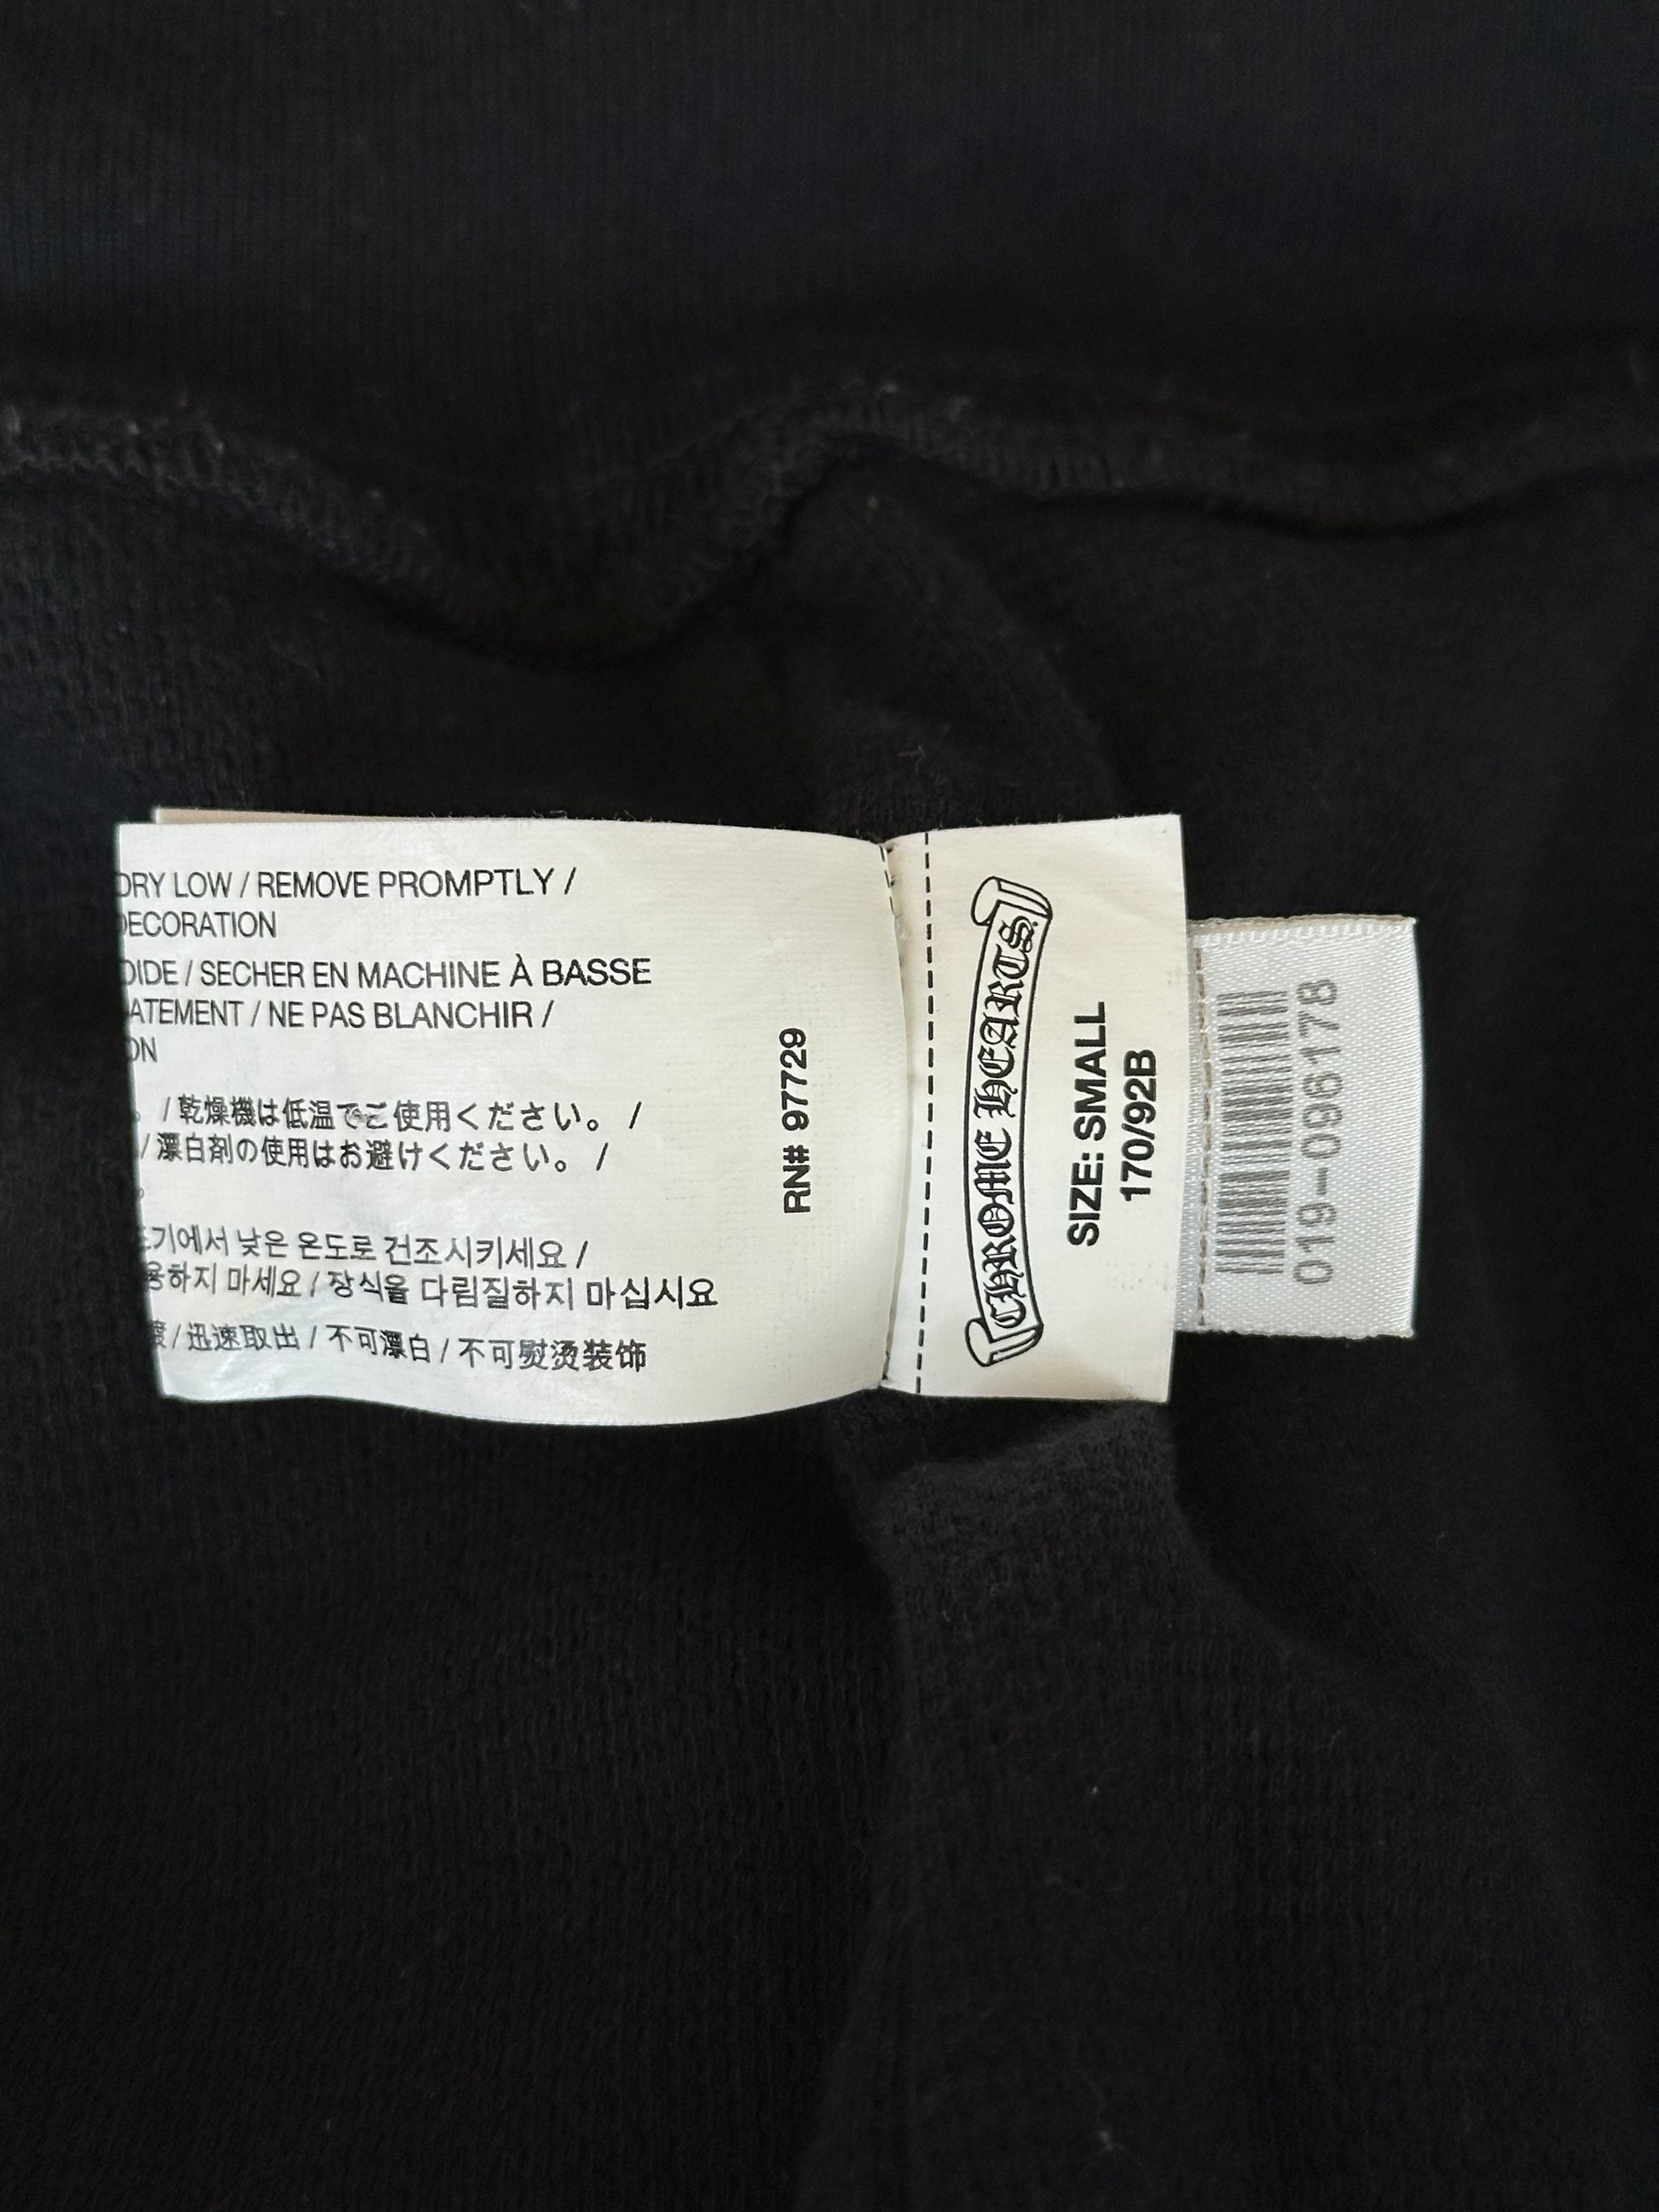 DRY LOW / REMOVE PROMPTLY /
DECORATION
OIDE / SECHER EN MACHINE À BASSE
ATEMENT / NE PAS BLANCHIR /
ON
/ 乾燥機は低温でご使用ください。 /
/ 漂白剤の使用はお避けください。 /
기에서 낮은 온도로 건조시키세요 /
용하지 마세요 / 장식을 다림질하지 마십시요
/ 迅速取出 / 不可漂白 / 不可熨烫装饰
RN# 97729
CHROME HEARTS
SIZE: SMALL
170/92B
019-096178